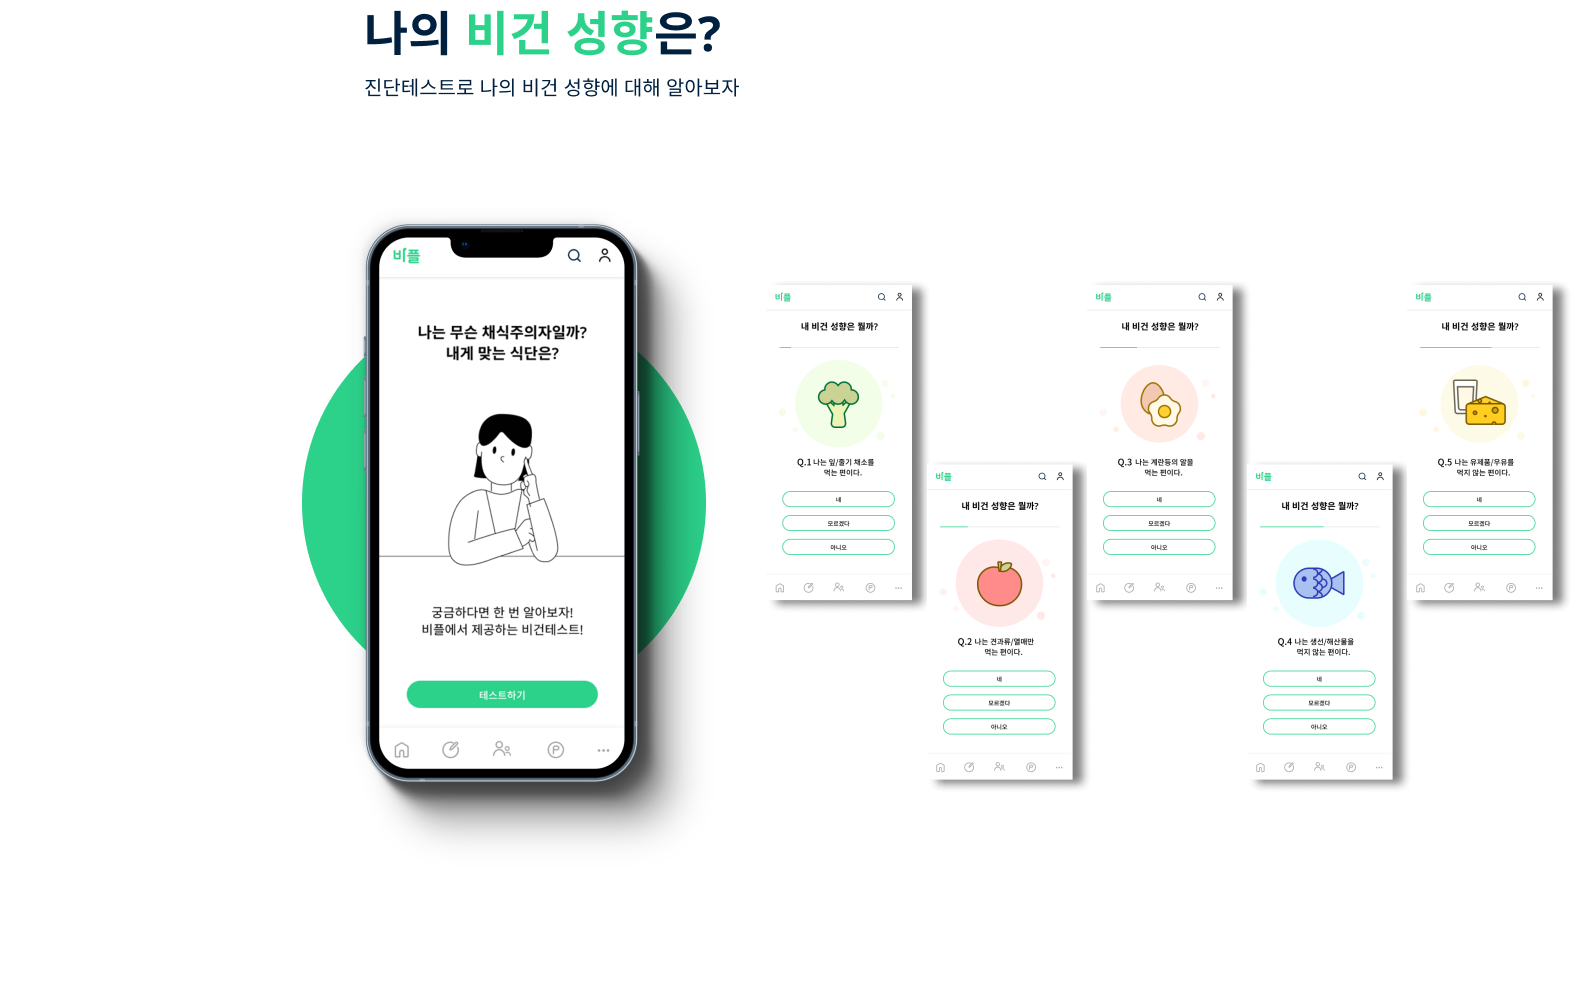 나의 비건 성향은?
진단테스트로 나의 비건 성향에 대해 알아보자
비플
나는 무슨 채식주의자일까?
내게 맞는 식단은?
궁금하다면 한 번 알아보자!
비플에서 제공하는 비건테스트!
테스트하기
비플
내 비건 성향은 뭘까?
Q.1 나는 잎/줄기 채소를
먹는 편이다.
네
모르겠다
아니오
비플
내 비건 성향은 뭘까?
Q.2 나는 견과류/열매만
먹는 편이다.
네
모르겠다
아니오
비플
내 비건 성향은 뭘까?
Q.3 나는 계란등의 알을
먹는 편이다.
네
모르겠다
아니오
비플
내 비건 성향은 뭘까?
Q.4 나는 생선/해산물을
먹지 않는 편이다.
네
모르겠다
아니오
비플
내 비건 성향은 뭘까?
Q.5 나는 유제품/우유를
먹지 않는 편이다.
네
모르겠다
아니오